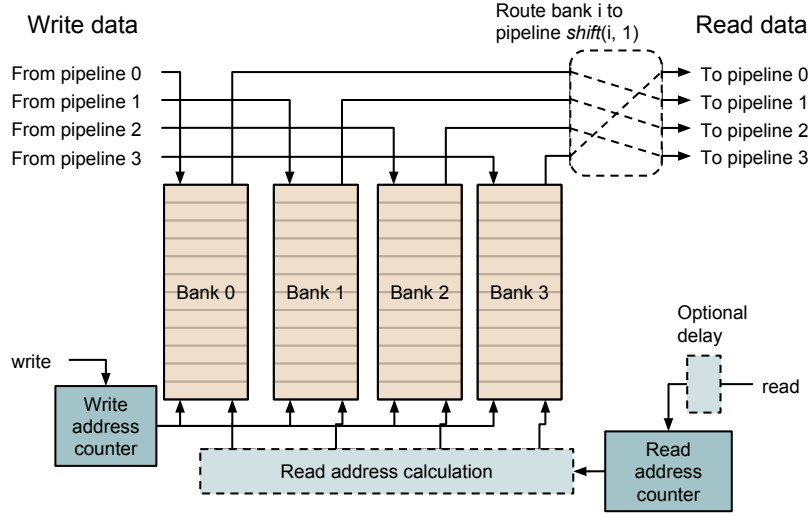 Write data
Route bank i to
pipeline shift(i, 1)
Read data
From pipeline 0
From pipeline 1
From pipeline 2
From pipeline 3
To pipeline 0
To pipeline 1
To pipeline 2
To pipeline 3
Bank 0
Bank 1
Bank 2
Bank 3
Optional
delay
write
read
Write
address
counter
Read address calculation
Read
address
counter